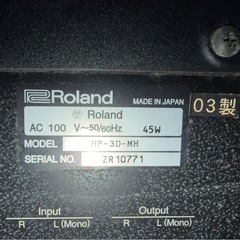 Roland
MADE IN JAPAN
03製
Roland
AC 100 V～50/60Hz 45W
MODEL HP-3D-MH
SERIAL NO. ZR10771
Input Output
R L(Mono) R L(Mono)